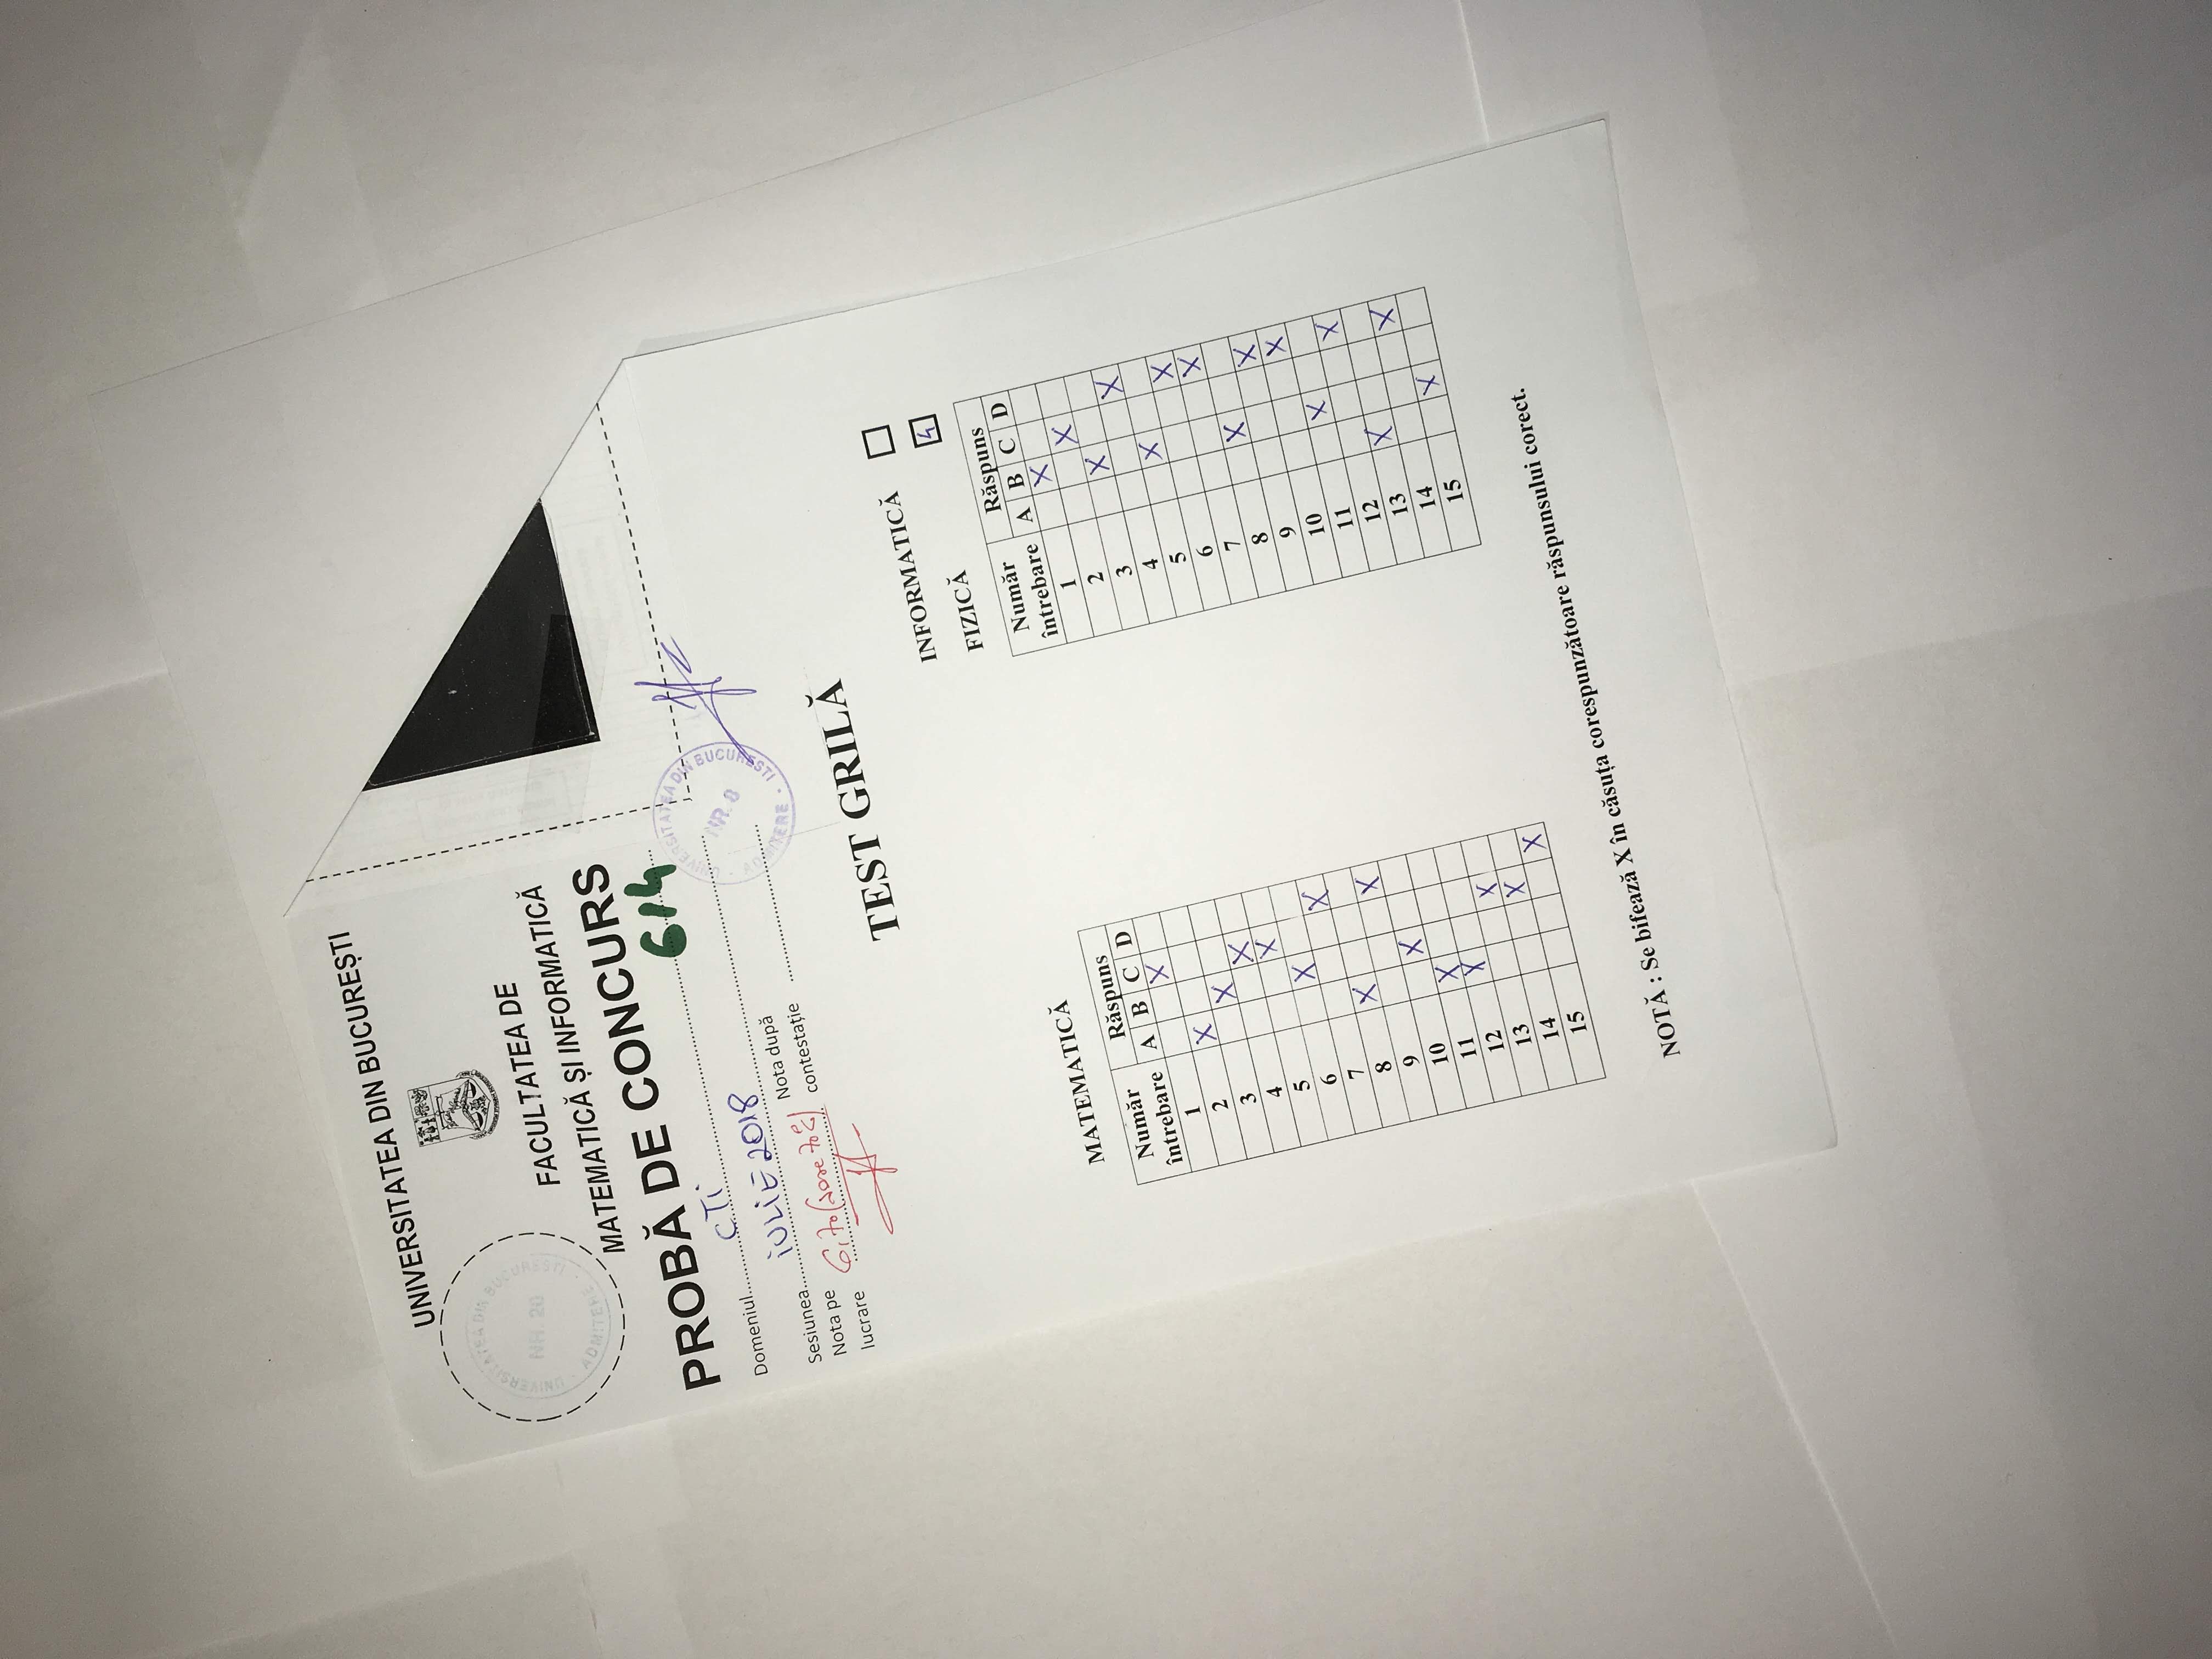 UNIVERSITATEA DIN BUCUREȘTI
UNIVERSITATEA DIN BUCUREȘTI
NR. 20
ADMITERE
FACULTATEA DE
MATEMATICĂ ȘI INFORMATICĂ
PROBĂ DE CONCURS
614
Domeniul CTi
Sesiunea iULiE 2018
Nota pe lucrare 6,70
Nota după contestație
UNIVERSITATEA DIN BUCUREȘTI
NR. 8
ADMITERE
TEST GRILĂ
INFORMATICĂ
FIZICĂ 4
Număr întrebare Răspuns
A B C D
1 X
2 X
3 X
4 X
5 X
6 X
7 X
8 X
9 X
10 X
11 X
12 X
13 X
14 X
15 X
MATEMATICĂ
Număr întrebare Răspuns
A B C D
1 X
2 X
3 X
4 X
5 X
6 X
7 X
8 X
9 X
10 X
11 X
12 X
13 X
14 X
15 X
NOTĂ : Se bifează X în căsuța corespunzătoare răspunsului corect.